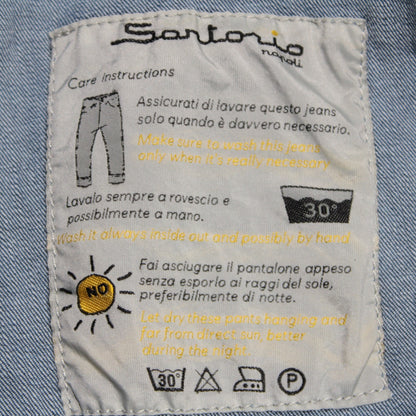 Sartorio
napoli
Care instructions
Assicurati di lavare questo jeans
solo quando è davvero necessario.
Make sure to wash this jeans
only, when it's really necessary.
Lavalo sempre a rovescio e
possibilmente a mano.
30°
Wash it always inside out and possibly by hand.
Fai asciugare il pantalone appeso
senza esporlo ai raggi del sole,
preferibilmente di notte.
NO
Let dry these pants hanging and
far from direct sun, better
during the night.
30°
P